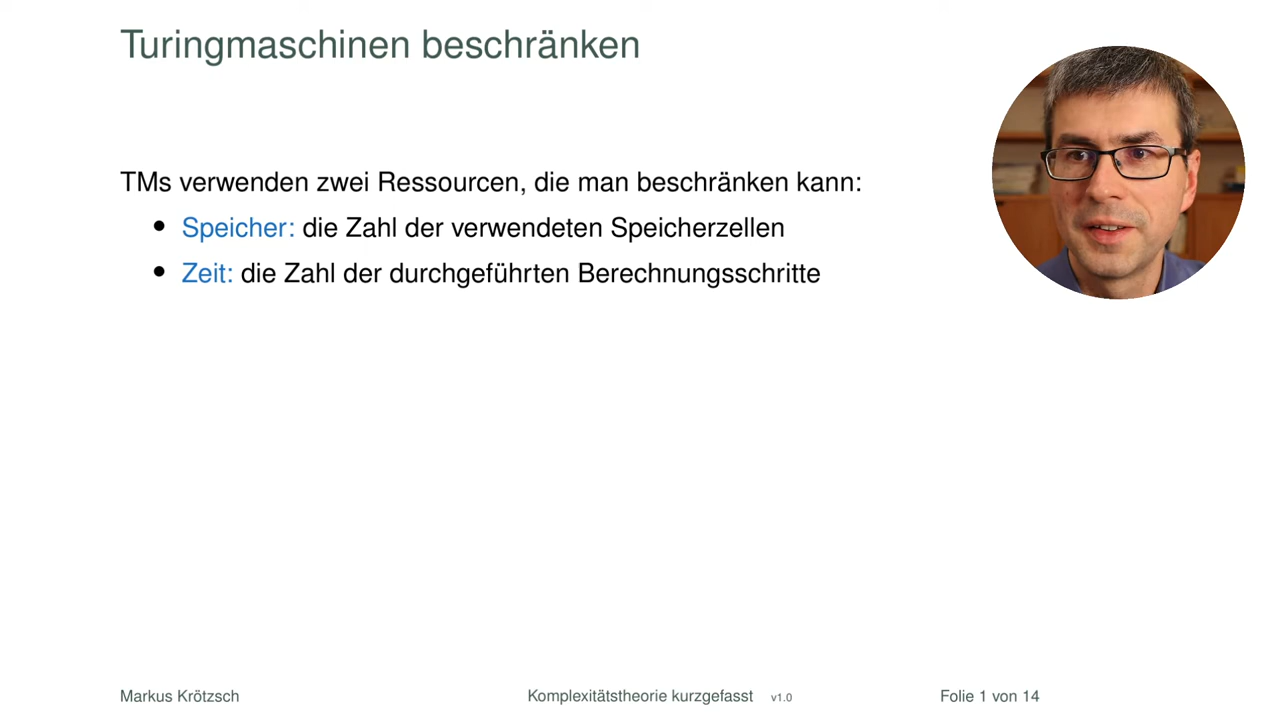 Turingmaschinen beschränken
TMs verwenden zwei Ressourcen, die man beschränken kann:
• Speicher: die Zahl der verwendeten Speicherzellen
• Zeit: die Zahl der durchgeführten Berechnungsschritte
Markus Krötzsch Komplexitätstheorie kurzgefasst v1.0 Folie 1 von 14